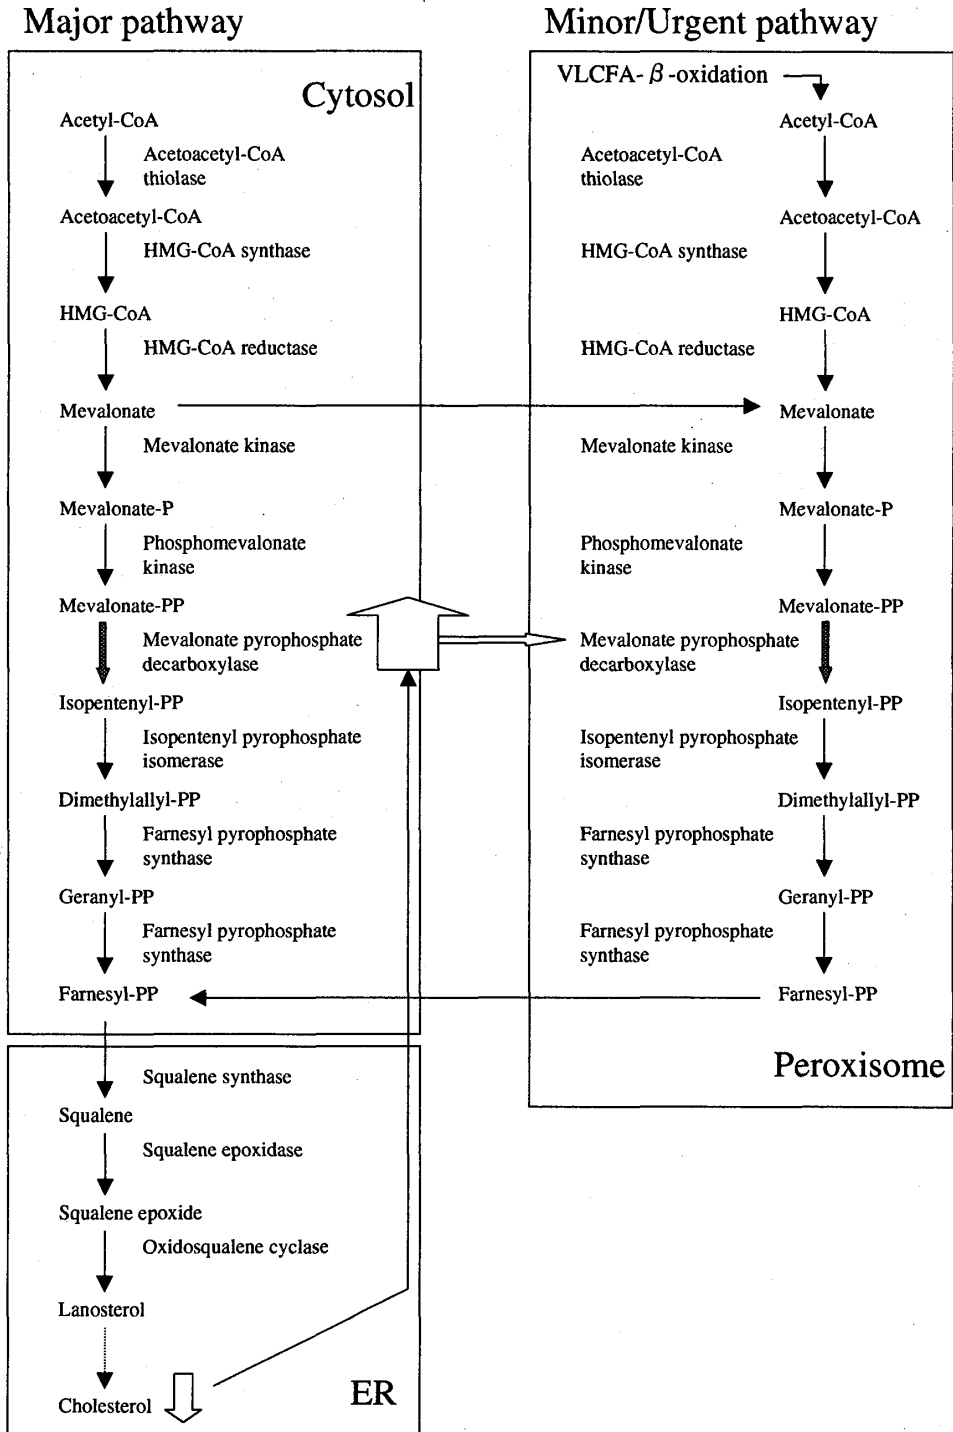 Major pathway
Cytosol
Acetyl-CoA
Acetoacetyl-CoA
thiolase
Acetoacetyl-CoA
HMG-CoA synthase
HMG-CoA
HMG-CoA reductase
Mevalonate
Mevalonate kinase
Mevalonate-P
Phosphomevalonate
kinase
Mevalonate-PP
Mevalonate pyrophosphate
decarboxylase
Isopentenyl-PP
Isopentenyl pyrophosphate
isomerase
Dimethylallyl-PP
Farnesyl pyrophosphate
synthase
Geranyl-PP
Farnesyl pyrophosphate
synthase
Farnesyl-PP
Squalene synthase
Squalene
Squalene epoxidase
Squalene epoxide
Oxidosqualene cyclase
Lanosterol
Cholesterol
ER
Minor/Urgent pathway
VLCFA-β-oxidation
Acetyl-CoA
Acetoacetyl-CoA
thiolase
Acetoacetyl-CoA
HMG-CoA synthase
HMG-CoA
HMG-CoA reductase
Mevalonate
Mevalonate kinase
Mevalonate-P
Phosphomevalonate
kinase
Mevalonate-PP
Mevalonate pyrophosphate
decarboxylase
Isopentenyl-PP
Isopentenyl pyrophosphate
isomerase
Dimethylallyl-PP
Farnesyl pyrophosphate
synthase
Geranyl-PP
Farnesyl pyrophosphate
synthase
Farnesyl-PP
Peroxisome